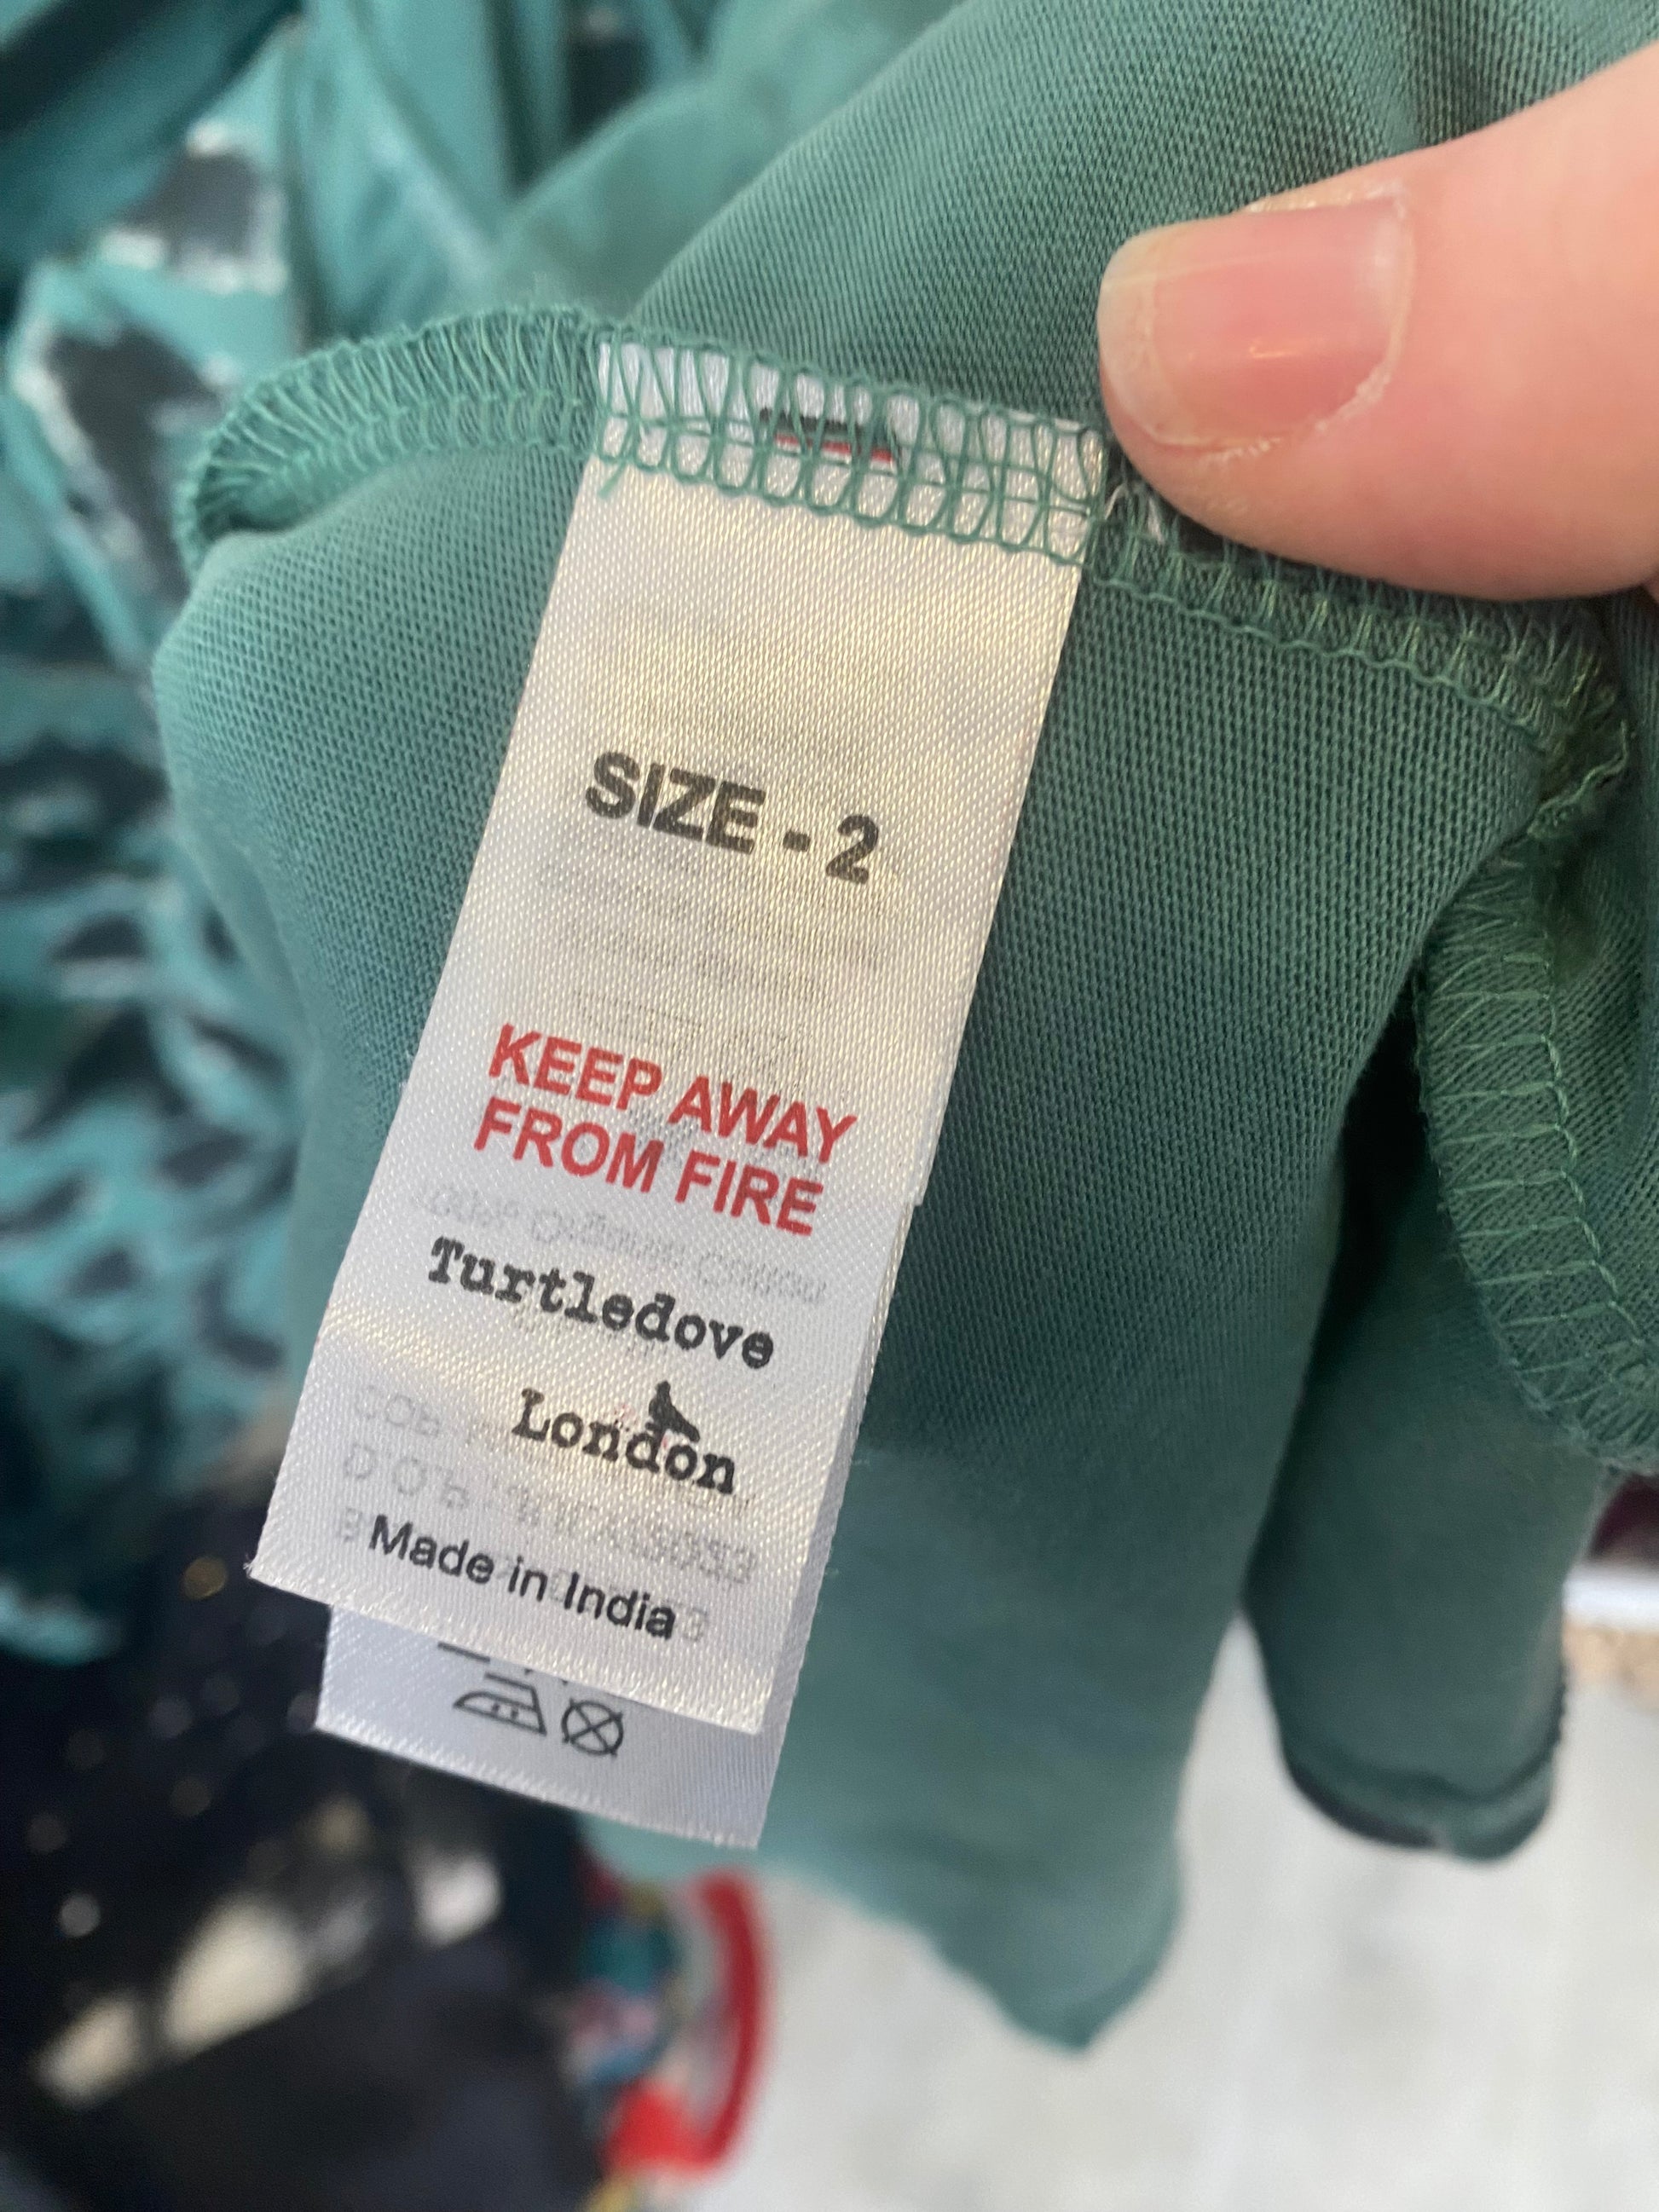 SIZE - 2
KEEP AWAY
FROM FIRE
Turtledove
London
Made in India